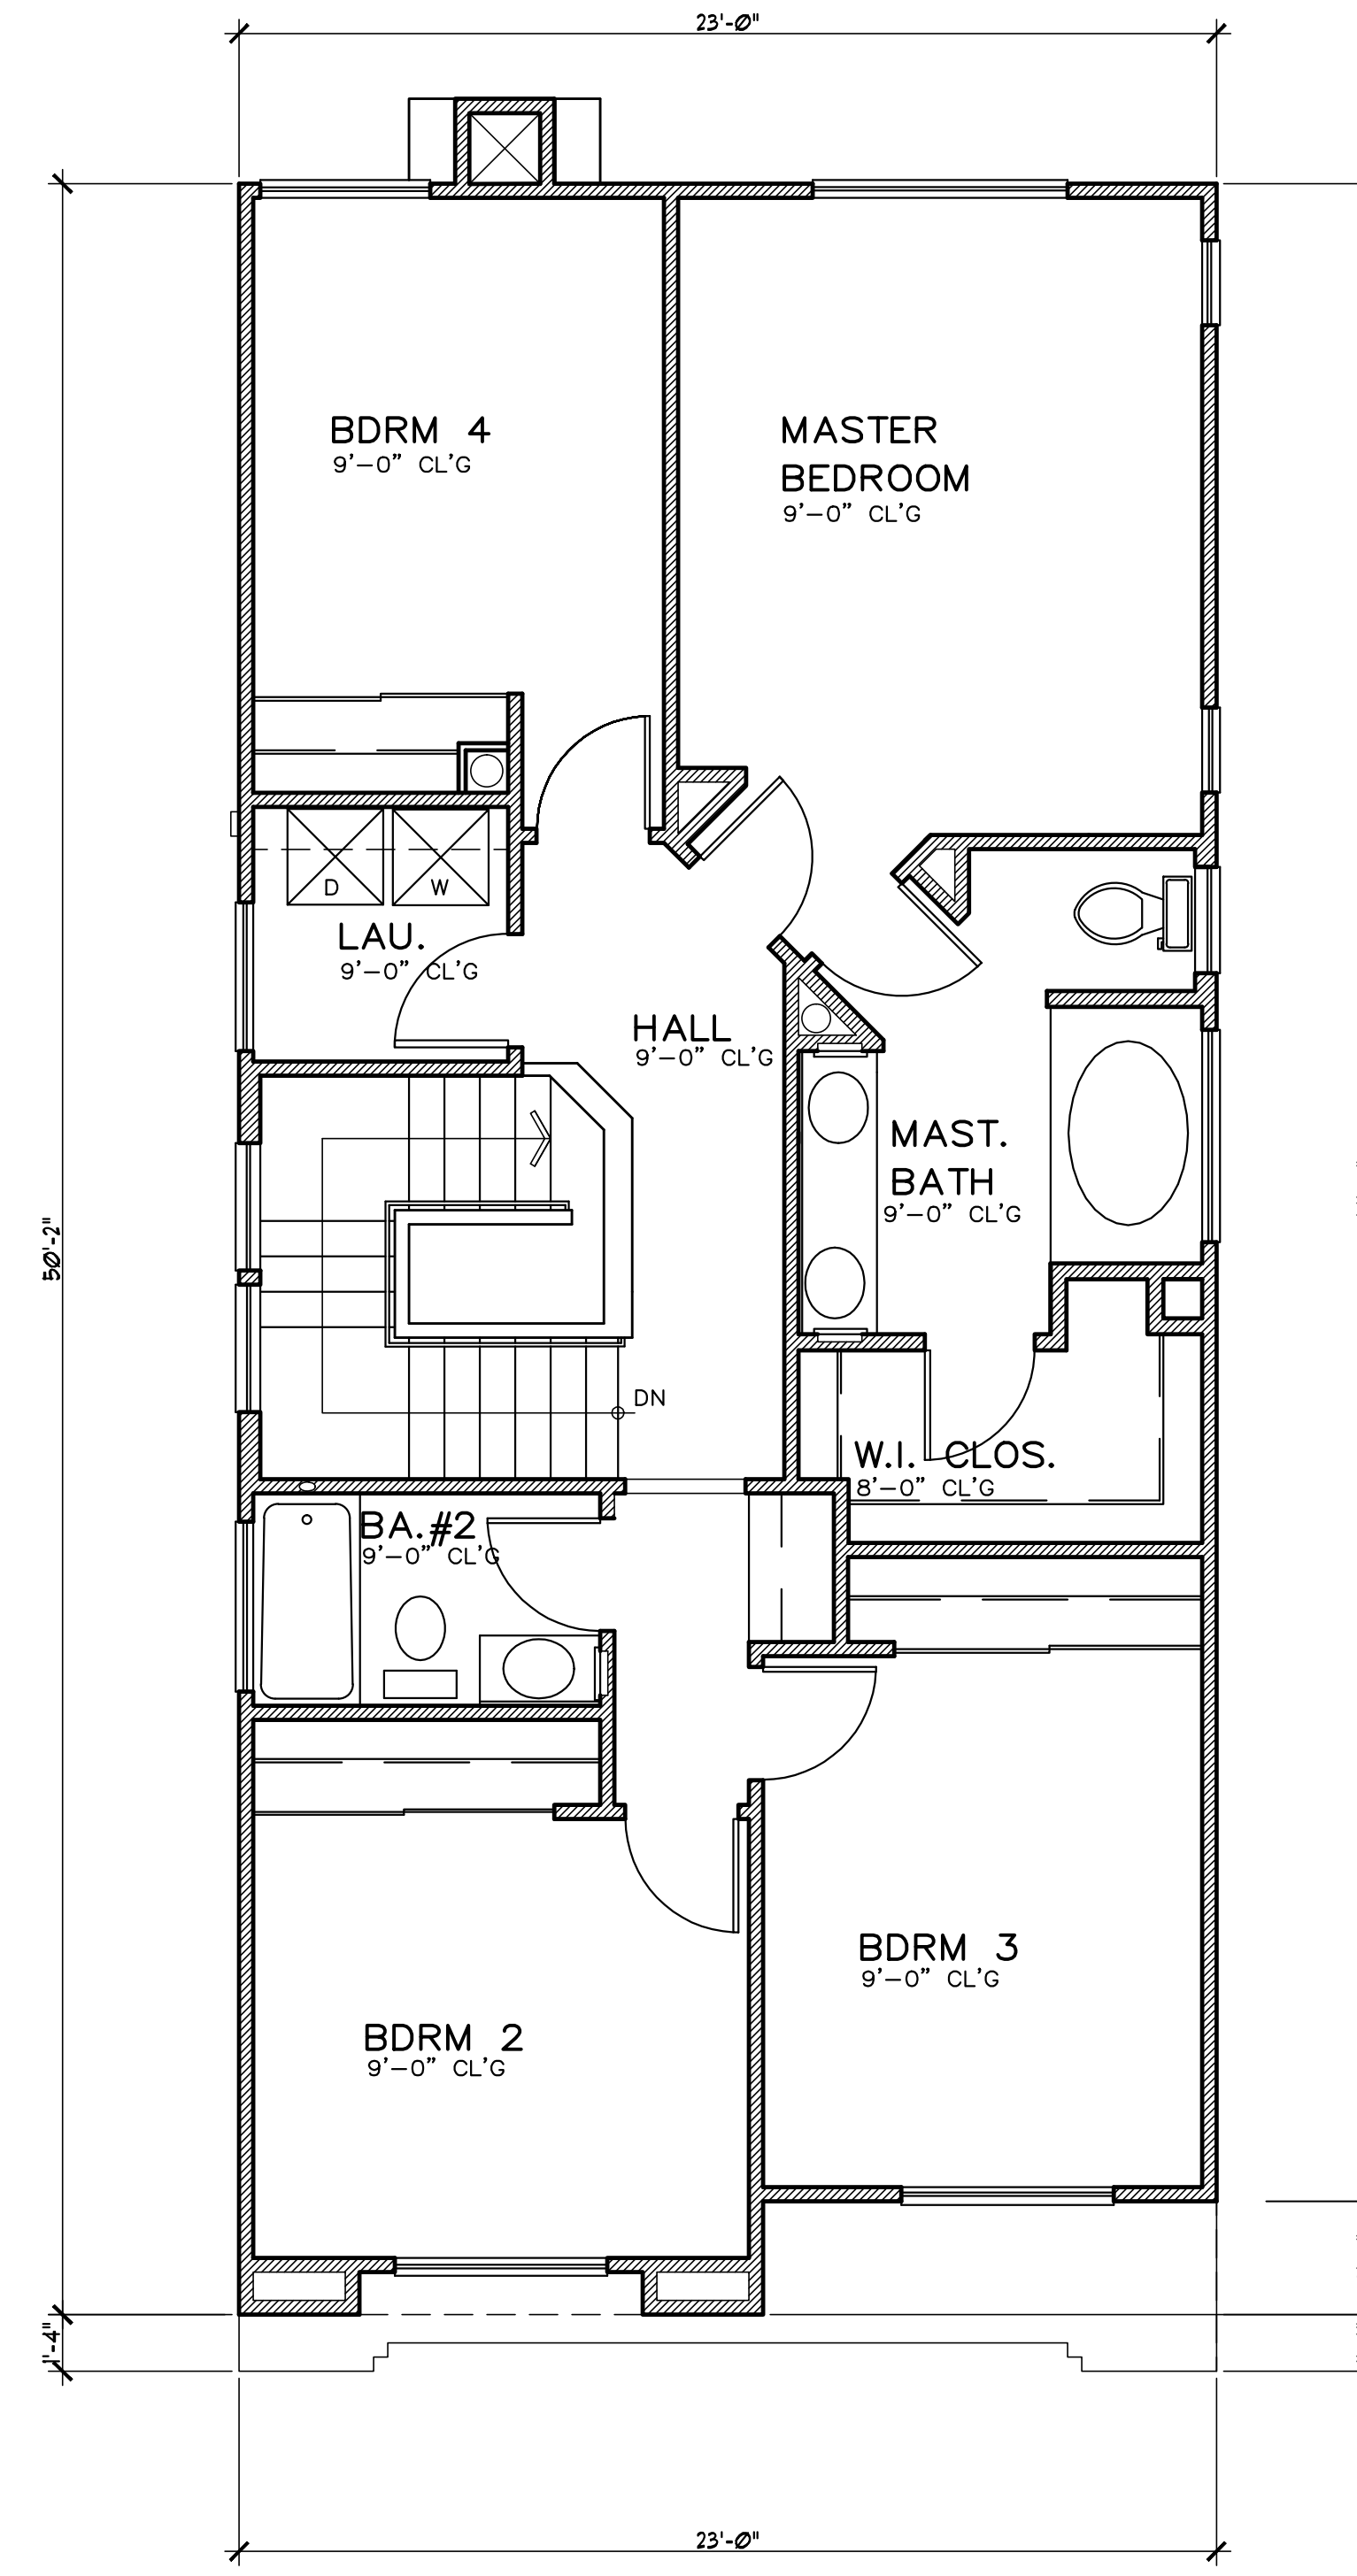 23'-0"
BDRM 4
9'-0" CL'G
MASTER
BEDROOM
9'-0" CL'G
D
W
LAU.
9'-0" CL'G
HALL
9'-0" CL'G
MAST.
BATH
9'-0" CL'G
50'-2"
DN
W.I. CLOS.
8'-0" CL'G
BA.#2
9'-0" CL'G
BDRM 3
9'-0" CL'G
BDRM 2
9'-0" CL'G
1'-4"
23'-0"